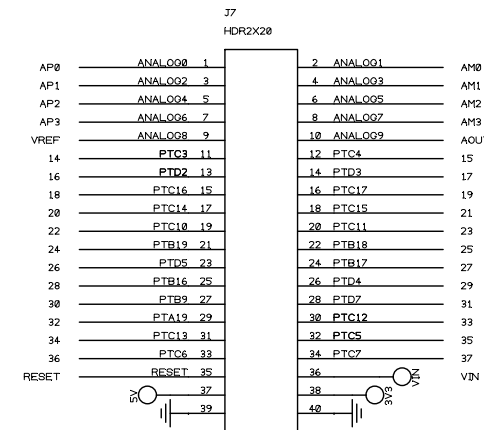 J7
HDR2X20
AP0 ANALOG0 1 2 ANALOG1 AM0
AP1 ANALOG2 3 4 ANALOG3 AM1
AP2 ANALOG4 5 6 ANALOG5 AM2
AP3 ANALOG6 7 8 ANALOG7 AM3
VREF ANALOG8 9 10 ANALOG9 AOU
14 PTC3 11 12 PTC4 15
16 PTD2 13 14 PTD3 17
18 PTC16 15 16 PTC17 19
20 PTC14 17 18 PTC15 21
22 PTC10 19 20 PTC11 23
24 PTB19 21 22 PTB18 25
26 PTD5 23 24 PTB17 27
28 PTB16 25 26 PTD4 29
30 PTB9 27 28 PTD7 31
32 PTA19 29 30 PTC12 33
34 PTC13 31 32 PTC5 35
36 PTC6 33 34 PTC7 37
RESET RESET 35 36 VIN VIN
5V 37 38 3V3
39 40